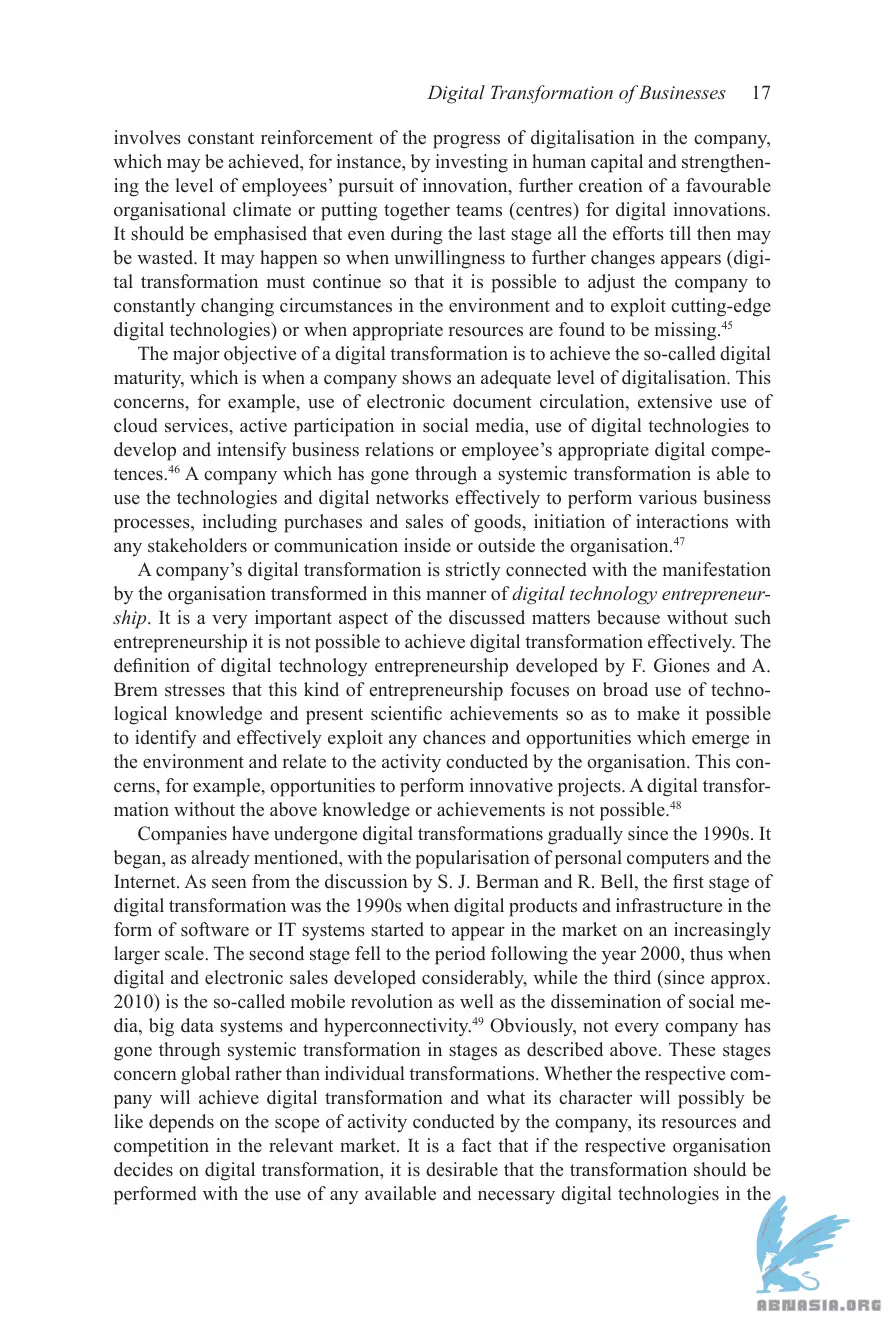 Digital Transformation of Businesses 17
involves constant reinforcement of the progress of digitalisation in the company,
which may be achieved, for instance, by investing in human capital and strengthen-
ing the level of employees’ pursuit of innovation, further creation of a favourable
organisational climate or putting together teams (centres) for digital innovations.
It should be emphasised that even during the last stage all the efforts till then may
be wasted. It may happen so when unwillingness to further changes appears (digi-
tal transformation must continue so that it is possible to adjust the company to
constantly changing circumstances in the environment and to exploit cutting-edge
digital technologies) or when appropriate resources are found to be missing.45
The major objective of a digital transformation is to achieve the so-called digital
maturity, which is when a company shows an adequate level of digitalisation. This
concerns, for example, use of electronic document circulation, extensive use of
cloud services, active participation in social media, use of digital technologies to
develop and intensify business relations or employee’s appropriate digital compe-
tences.46 A company which has gone through a systemic transformation is able to
use the technologies and digital networks effectively to perform various business
processes, including purchases and sales of goods, initiation of interactions with
any stakeholders or communication inside or outside the organisation.47
A company’s digital transformation is strictly connected with the manifestation
by the organisation transformed in this manner of digital technology entrepreneur-
ship. It is a very important aspect of the discussed matters because without such
entrepreneurship it is not possible to achieve digital transformation effectively. The
definition of digital technology entrepreneurship developed by F. Giones and A.
Brem stresses that this kind of entrepreneurship focuses on broad use of techno-
logical knowledge and present scientific achievements so as to make it possible
to identify and effectively exploit any chances and opportunities which emerge in
the environment and relate to the activity conducted by the organisation. This con-
cerns, for example, opportunities to perform innovative projects. A digital transfor-
mation without the above knowledge or achievements is not possible.48
Companies have undergone digital transformations gradually since the 1990s. It
began, as already mentioned, with the popularisation of personal computers and the
Internet. As seen from the discussion by S. J. Berman and R. Bell, the first stage of
digital transformation was the 1990s when digital products and infrastructure in the
form of software or IT systems started to appear in the market on an increasingly
larger scale. The second stage fell to the period following the year 2000, thus when
digital and electronic sales developed considerably, while the third (since approx.
2010) is the so-called mobile revolution as well as the dissemination of social me-
dia, big data systems and hyperconnectivity.49 Obviously, not every company has
gone through systemic transformation in stages as described above. These stages
concern global rather than individual transformations. Whether the respective com-
pany will achieve digital transformation and what its character will possibly be
like depends on the scope of activity conducted by the company, its resources and
competition in the relevant market. It is a fact that if the respective organisation
decides on digital transformation, it is desirable that the transformation should be
performed with the use of any available and necessary digital technologies in the
ABNASIA.ORG